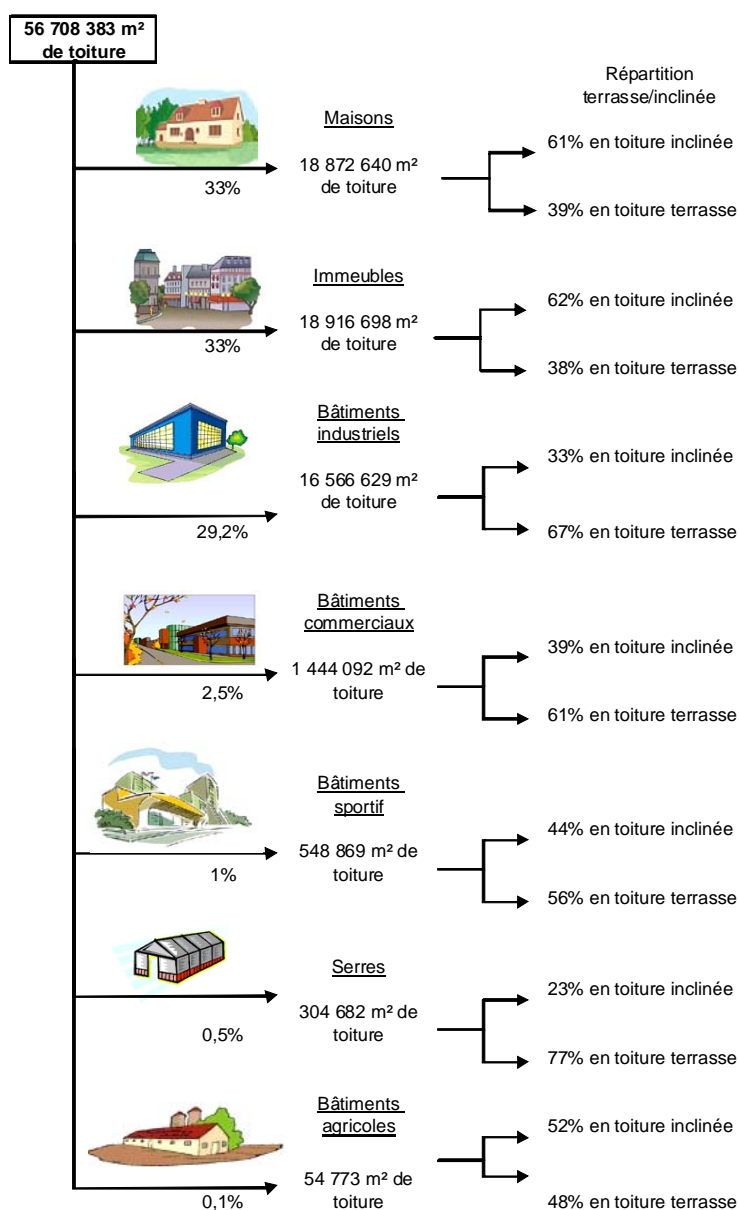 56 708 383 m²
de toiture
Répartition
terrasse/inclinée
Maisons
18 872 640 m²
de toiture
33%
61% en toiture inclinée
39% en toiture terrasse
Immeubles
18 916 698 m²
de toiture
33%
62% en toiture inclinée
38% en toiture terrasse
Bâtiments
industriels
16 566 629 m²
de toiture
29,2%
33% en toiture inclinée
67% en toiture terrasse
Bâtiments
commerciaux
1 444 092 m² de
toiture
2,5%
39% en toiture inclinée
61% en toiture terrasse
Bâtiments
sportif
548 869 m² de
toiture
1%
44% en toiture inclinée
56% en toiture terrasse
Serres
304 682 m² de
toiture
0,5%
23% en toiture inclinée
77% en toiture terrasse
Bâtiments
agricoles
54 773 m² de
toiture
0,1%
52% en toiture inclinée
48% en toiture terrasse